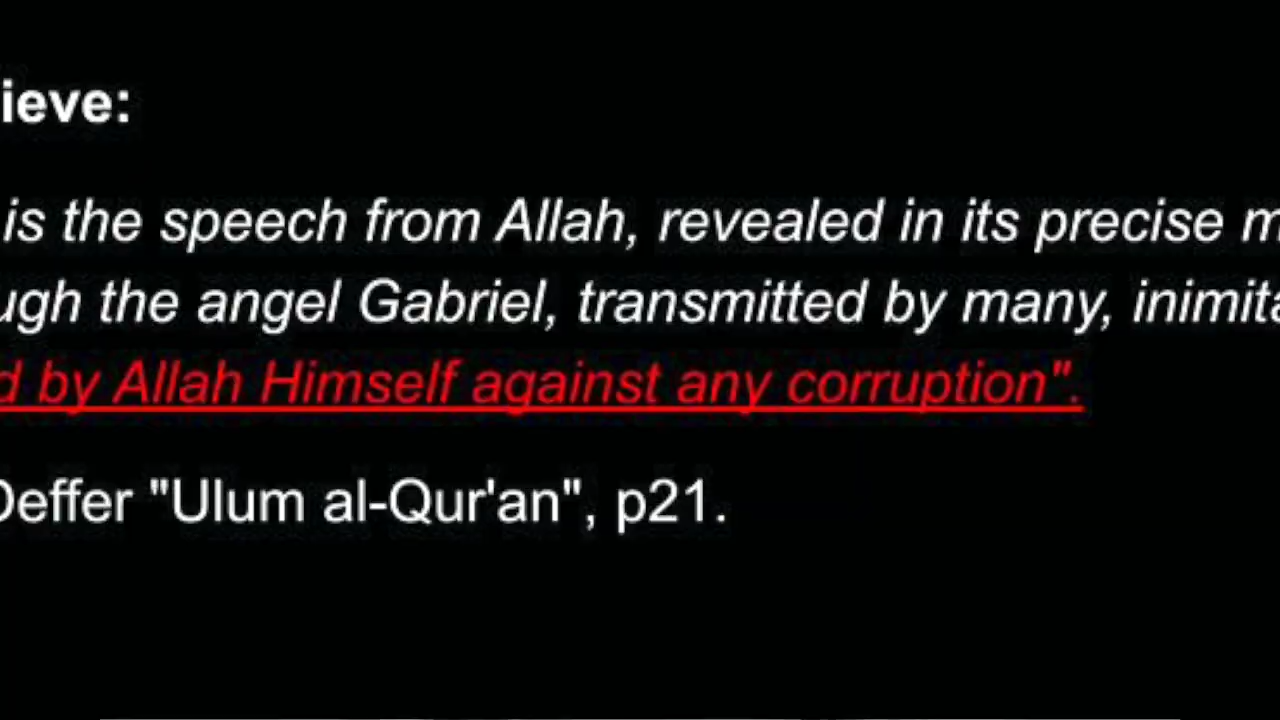 ieve:
is the speech from Allah, revealed in its precise m
ugh the angel Gabriel, transmitted by many, inimita
d by Allah Himself against any corruption".
Deffer "Ulum al-Qur'an", p21.